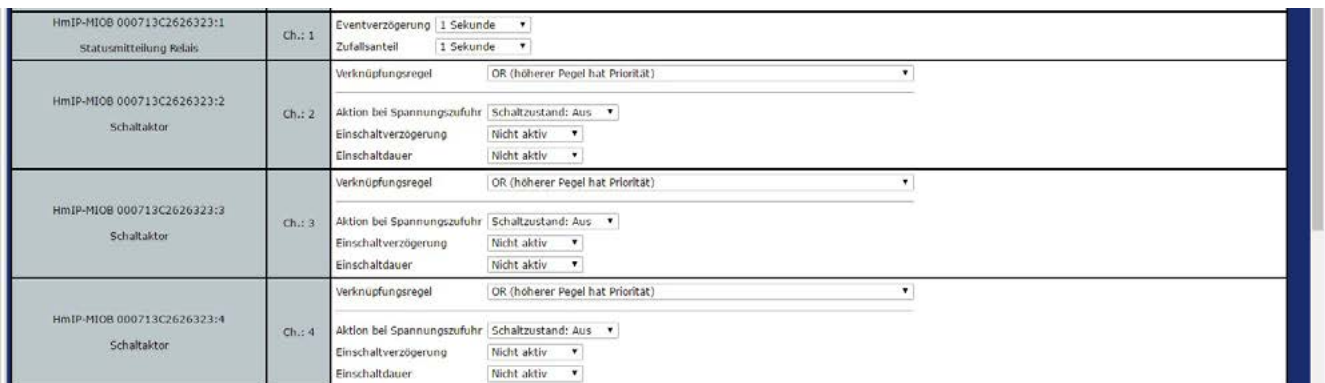 HmIP-MIOB 000713C2626323:1
Statusmitteilung Relais
Ch.: 1
Eventverzögerung 1 Sekunde
Zufallsanteil 1 Sekunde
HmIP-MIOB 000713C2626323:2
Schaltaktor
Ch.: 2
Verknüpfungsregel OR (höherer Pegel hat Priorität)
Aktion bei Spannungszufuhr Schaltzustand: Aus
Einschaltverzögerung Nicht aktiv
Einschaltdauer Nicht aktiv
HmIP-MIOB 000713C2626323:3
Schaltaktor
Ch.: 3
Verknüpfungsregel OR (höherer Pegel hat Priorität)
Aktion bei Spannungszufuhr Schaltzustand: Aus
Einschaltverzögerung Nicht aktiv
Einschaltdauer Nicht aktiv
HmIP-MIOB 000713C2626323:4
Schaltaktor
Ch.: 4
Verknüpfungsregel OR (höherer Pegel hat Priorität)
Aktion bei Spannungszufuhr Schaltzustand: Aus
Einschaltverzögerung Nicht aktiv
Einschaltdauer Nicht aktiv